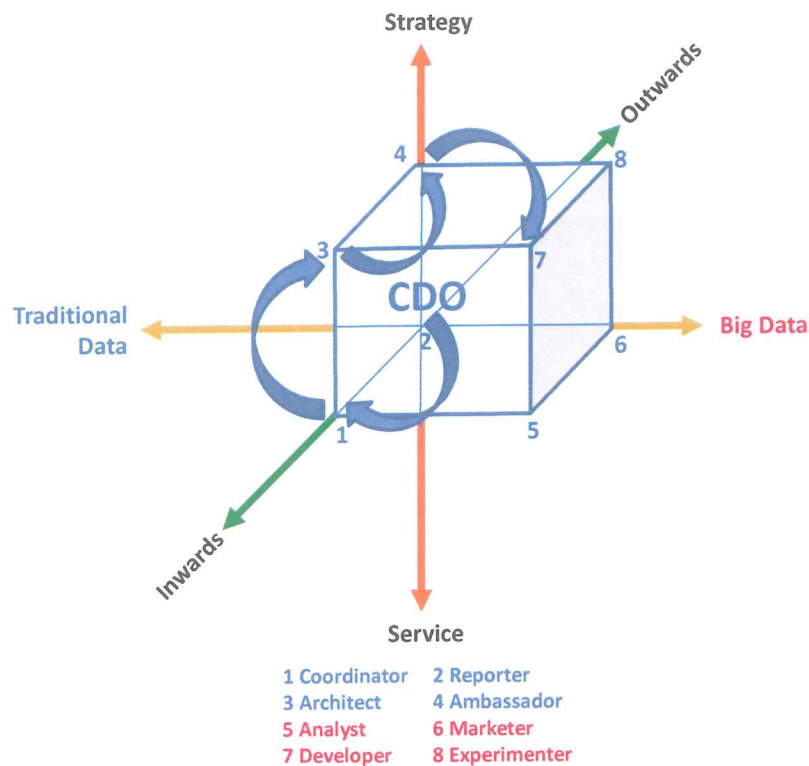 Strategy
Outwards
4
8
3
7
CDO
Traditional
Data
2
6
Big Data
1
5
Inwards
Service
1 Coordinator 2 Reporter
3 Architect 4 Ambassador
5 Analyst 6 Marketer
7 Developer 8 Experimenter